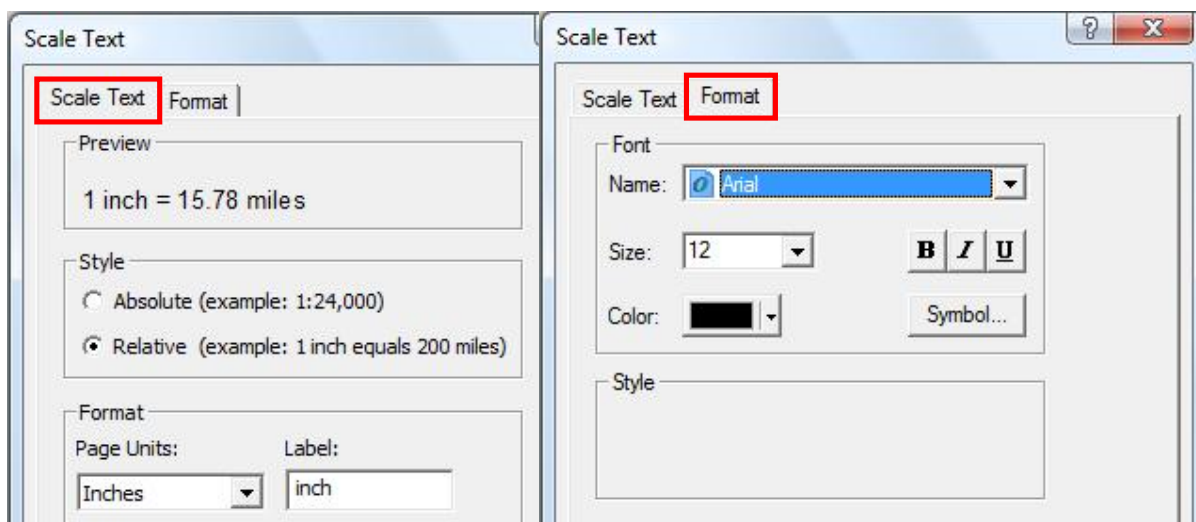 Scale Text
Scale Text Format
Preview
1 inch = 15.78 miles
Style
Absolute (example: 1:24,000)
Relative (example: 1 inch equals 200 miles)
Format
Page Units: Label:
Inches inch
Scale Text ? X
Scale Text Format
Font
Name: O Arial
Size: 12 B I U
Color: Symbol...
Style